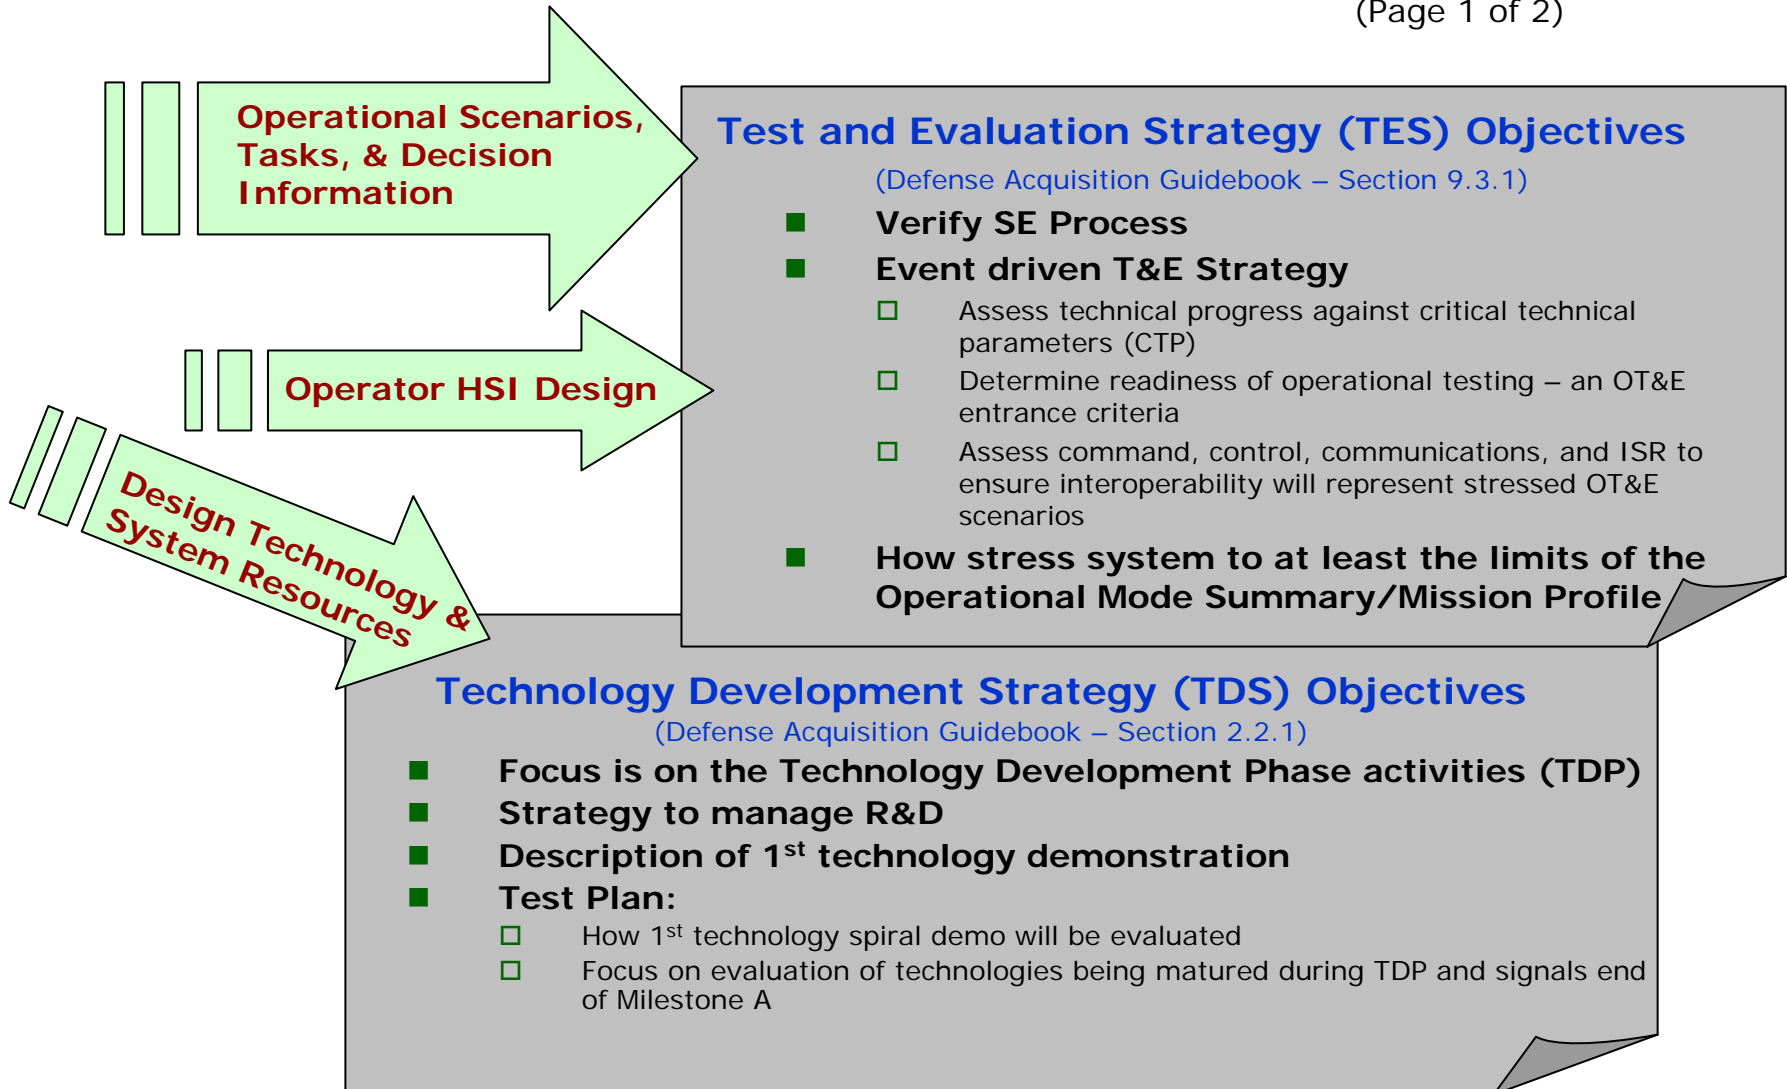 (Page 1 of 2)
Operational Scenarios,
Tasks, & Decision
Information
Operator HSI Design
Design Technology &
System Resources
Test and Evaluation Strategy (TES) Objectives
(Defense Acquisition Guidebook – Section 9.3.1)
Verify SE Process
Event driven T&E Strategy
Assess technical progress against critical technical
parameters (CTP)
Determine readiness of operational testing – an OT&E
entrance criteria
Assess command, control, communications, and ISR to
ensure interoperability will represent stressed OT&E
scenarios
How stress system to at least the limits of the
Operational Mode Summary/Mission Profile
Technology Development Strategy (TDS) Objectives
(Defense Acquisition Guidebook – Section 2.2.1)
Focus is on the Technology Development Phase activities (TDP)
Strategy to manage R&D
Description of 1st technology demonstration
Test Plan:
How 1st technology spiral demo will be evaluated
Focus on evaluation of technologies being matured during TDP and signals end
of Milestone A